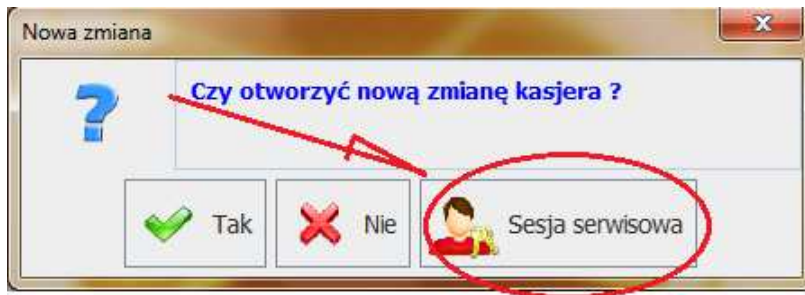 Nowa zmiana
Czy otworzyć nową zmianę kasjera ?
Tak Nie Sesja serwisowa